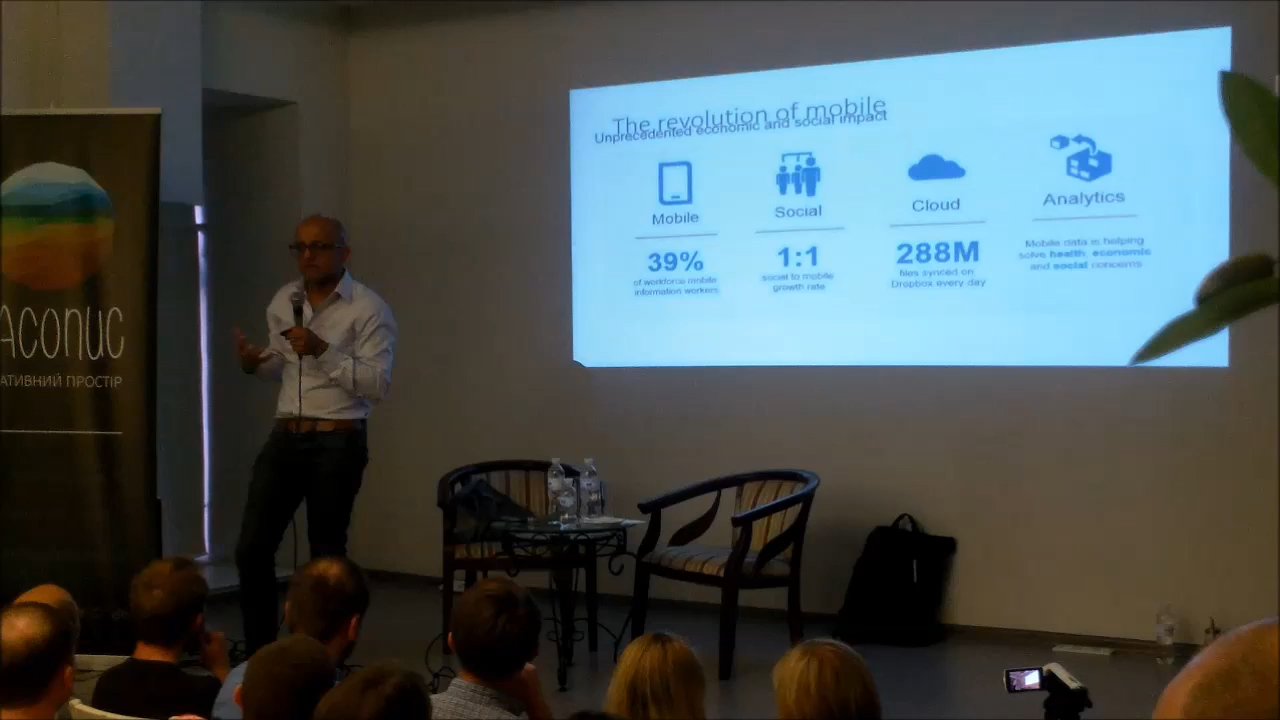 The revolution of mobile
Unprecedented economic and social impact
Mobile
39%
of workforce mobile
information workers
Social
1:1
social to mobile
growth rate
Cloud
288M
files synced on
Dropbox every day
Analytics
Mobile data is helping
solve health, economic
and social concerns
АСОПИС
АТИВНИЙ ПРОСТІР